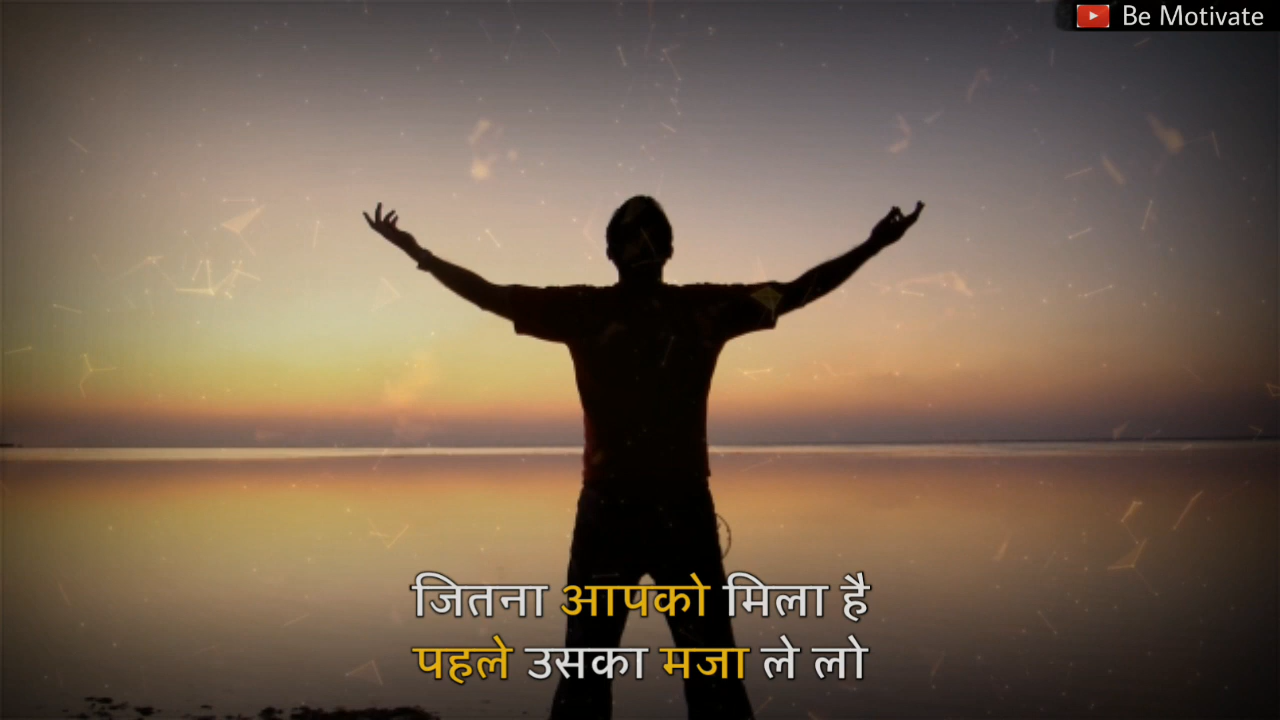 Be Motivate
जितना आपको मिला है
पहले उसका मजा ले लो